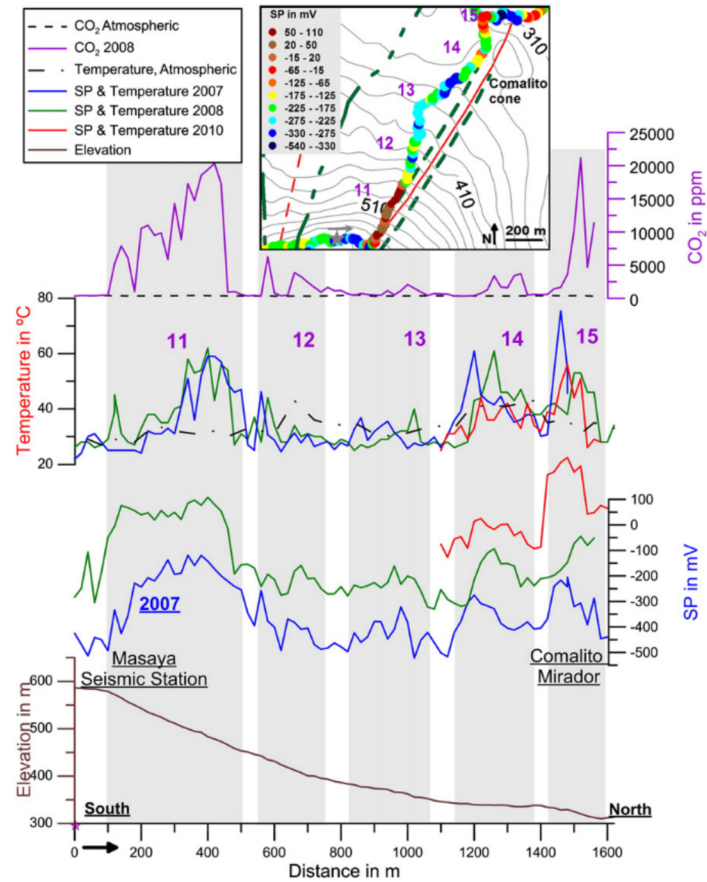 CO2 Atmospheric
CO2 2008
Temperature, Atmospheric
SP & Temperature 2007
SP & Temperature 2008
SP & Temperature 2010
Elevation
SP in mV
50 - 110
20 - 50
-15 20
-65 --15
-125 --65
-175 --125
-225 --175
-275 --225
-330 --275
-540 --330
15
14
13
12
11
310
Comalito
cone
410
510
N
200 m
25000
20000
15000
10000
5000
0
CO2 in ppm
80
60
40
20
Temperature in ºC
11
12
13
14
15
100
0
-100
-200
-300
-400
-500
SP in mV
2007
Masaya
Seismic Station
Comalito
Mirador
600
500
400
300
Elevation in m
South
North
0
200
400
600
800
1000
1200
1400
1600
Distance in m